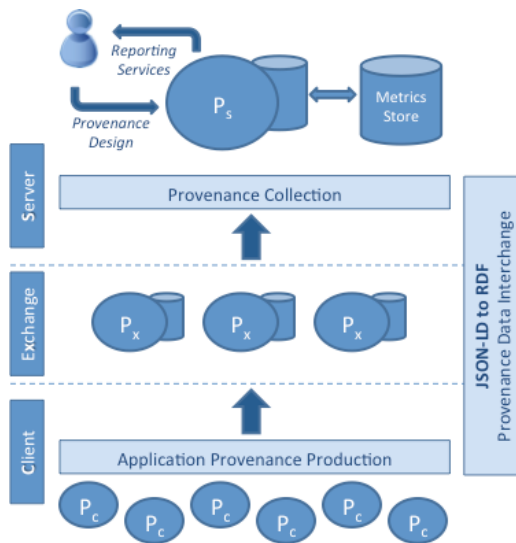 Reporting
Services
Provenance
Design
Ps
Metrics
Store
Server
Provenance Collection
Exchange
Px
Px
Px
JSON-LD to RDF
Provenance Data Interchange
Client
Application Provenance Production
Pc
Pc
Pc
Pc
Pc
Pc